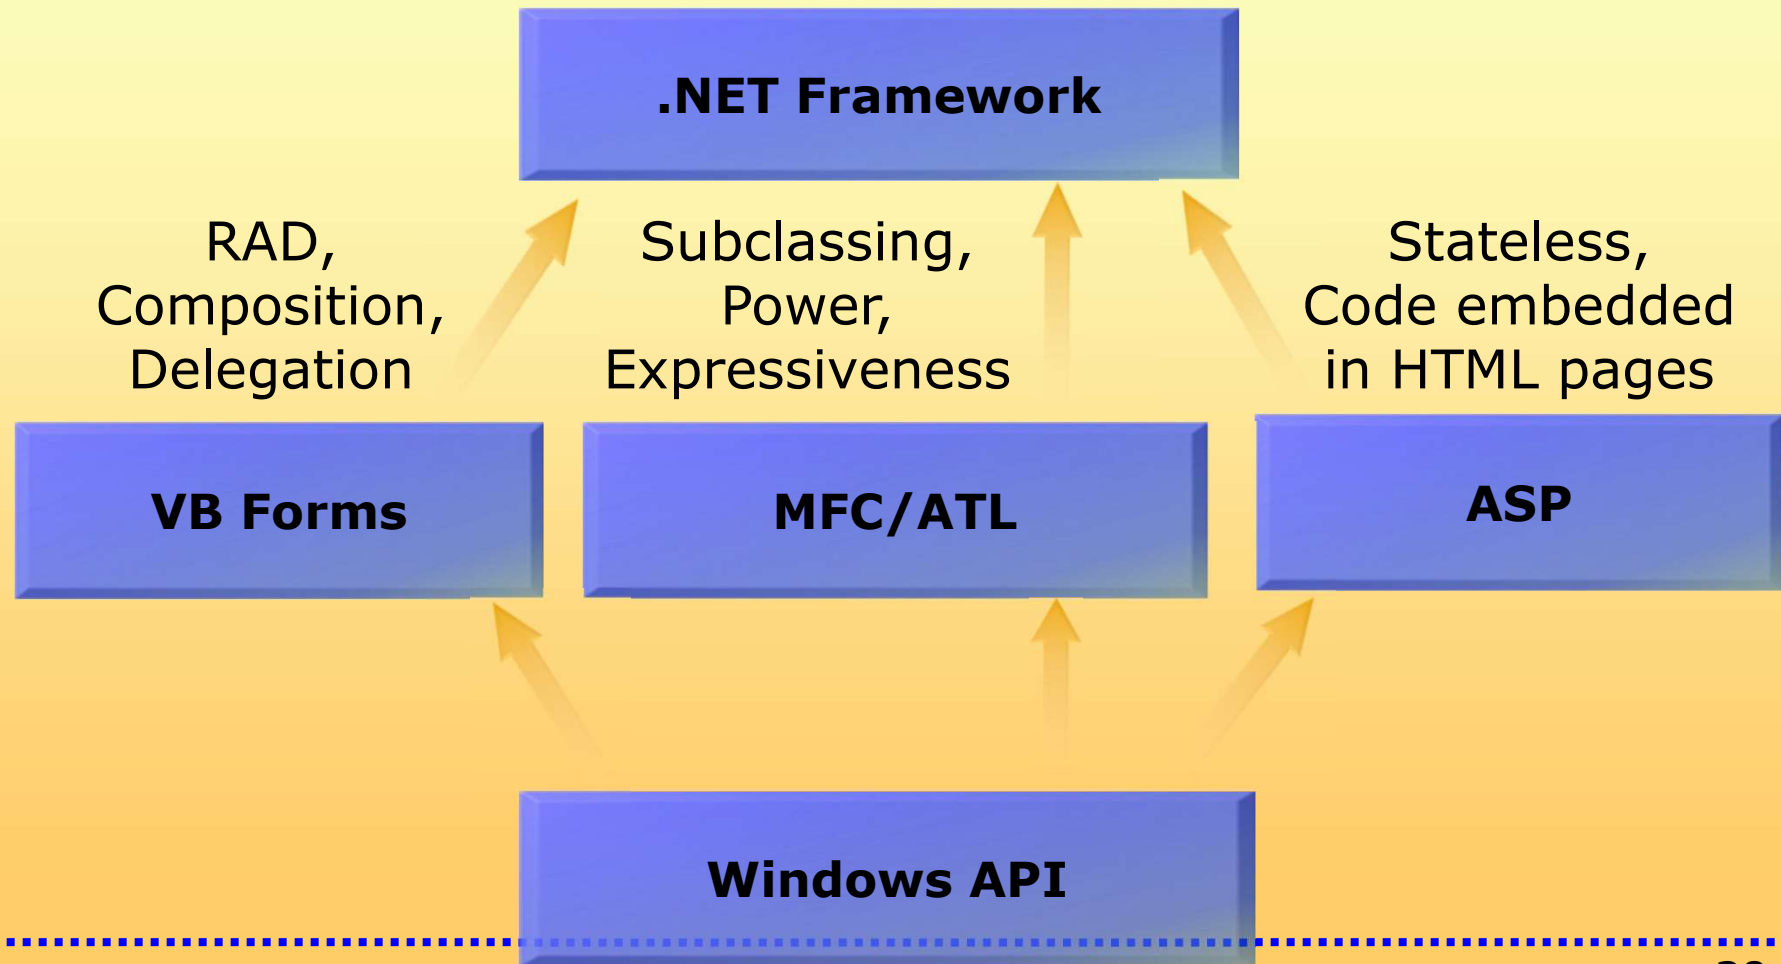 .NET Framework
RAD,
Composition,
Delegation
Subclassing,
Power,
Expressiveness
Stateless,
Code embedded
in HTML pages
VB Forms
MFC/ATL
ASP
Windows API